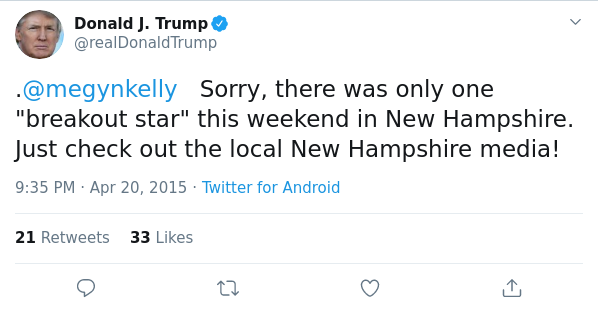 Donald J. Trump
@realDonaldTrump
.@megynkelly Sorry, there was only one
"breakout star" this weekend in New Hampshire.
Just check out the local New Hampshire media!
9:35 PM · Apr 20, 2015 · Twitter for Android
21 Retweets 33 Likes